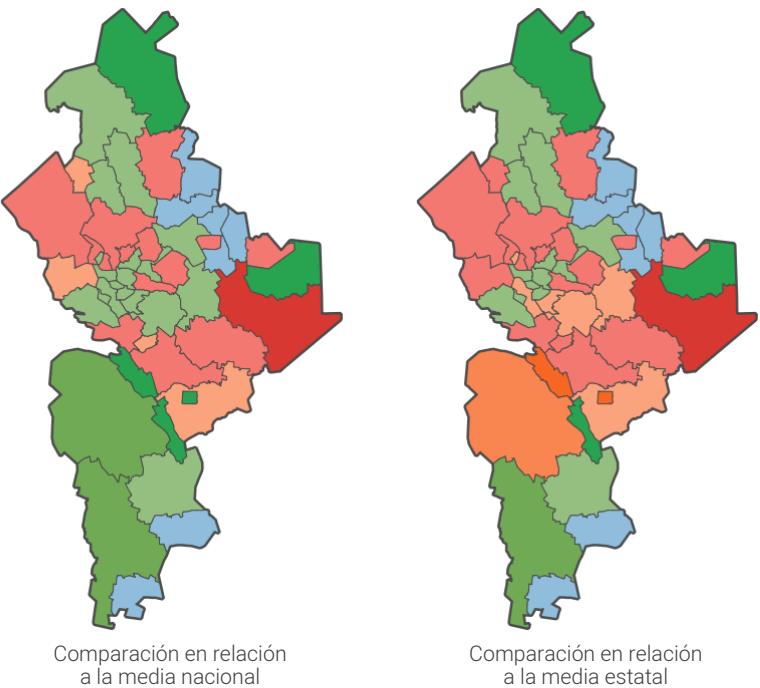 Comparación en relación
a la media nacional
Comparación en relación
a la media estatal